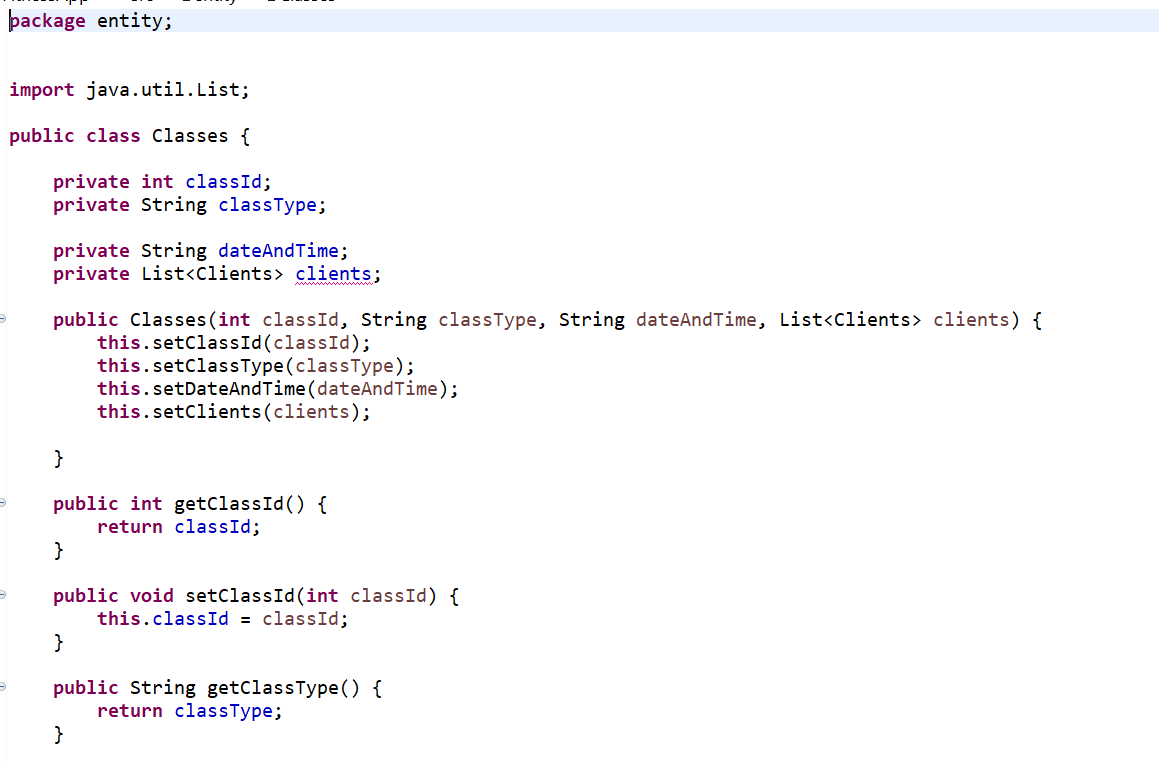 package entity;
import java.util.List;
public class Classes {
private int classId;
private String classType;
private String dateAndTime;
private List<Clients> clients;
public Classes(int classId, String classType, String dateAndTime, List<Clients> clients) {
this.setClassId(classId);
this.setClassType(classType);
this.setDateAndTime(dateAndTime);
this.setClients(clients);
}
public int getClassId() {
return classId;
}
public void setClassId(int classId) {
this.classId = classId;
}
public String getClassType() {
return classType;
}